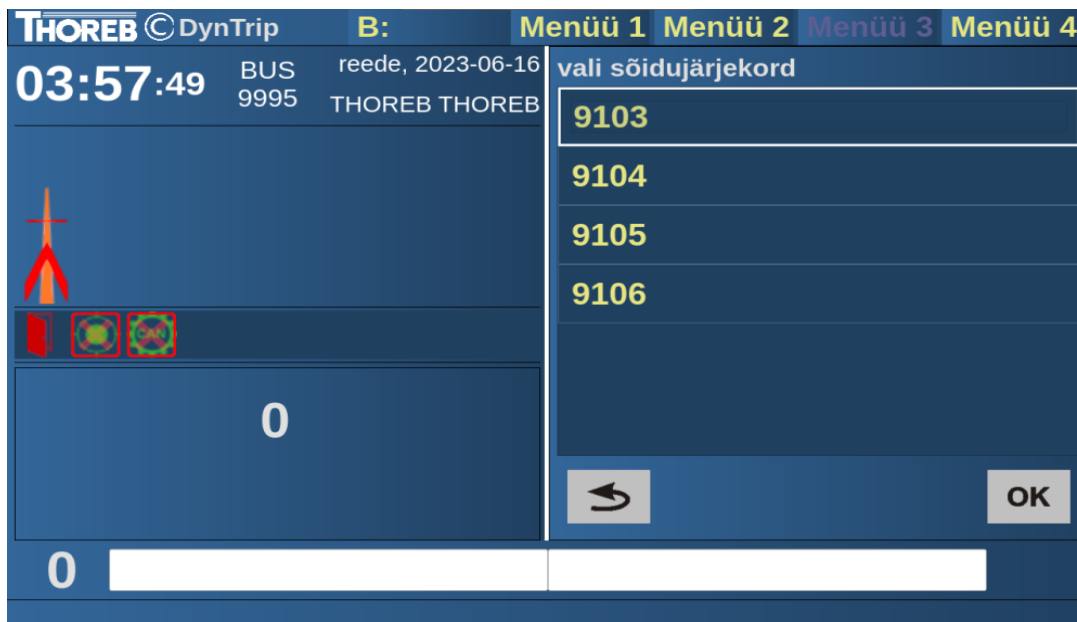 THOREB © DynTrip B: Menüü 1 Menüü 2 Menüü 3 Menüü 4
03:57:49
BUS
9995
reede, 2023-06-16
THOREB THOREB
CAN
0
0
vali sõidujärjekord
9103
9104
9105
9106
OK